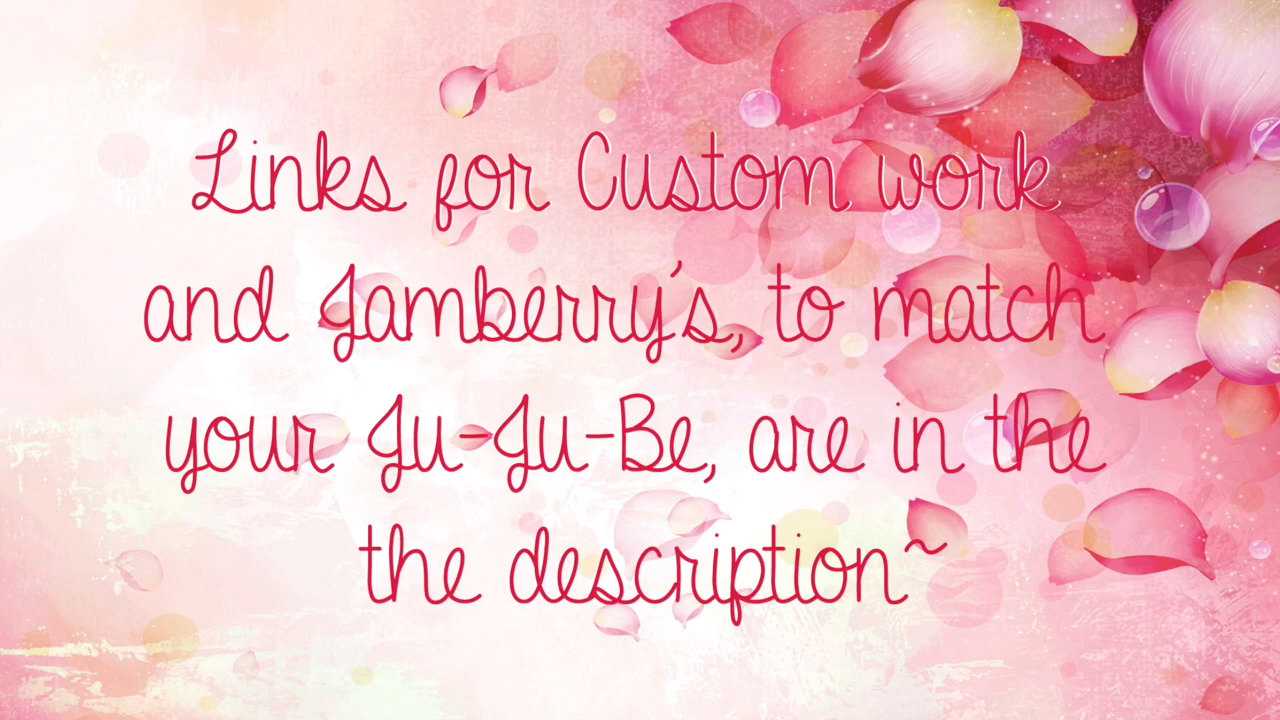 Links for Custom work
and Jamberry's, to match
your Ju-Ju-Be, are in the
the description~